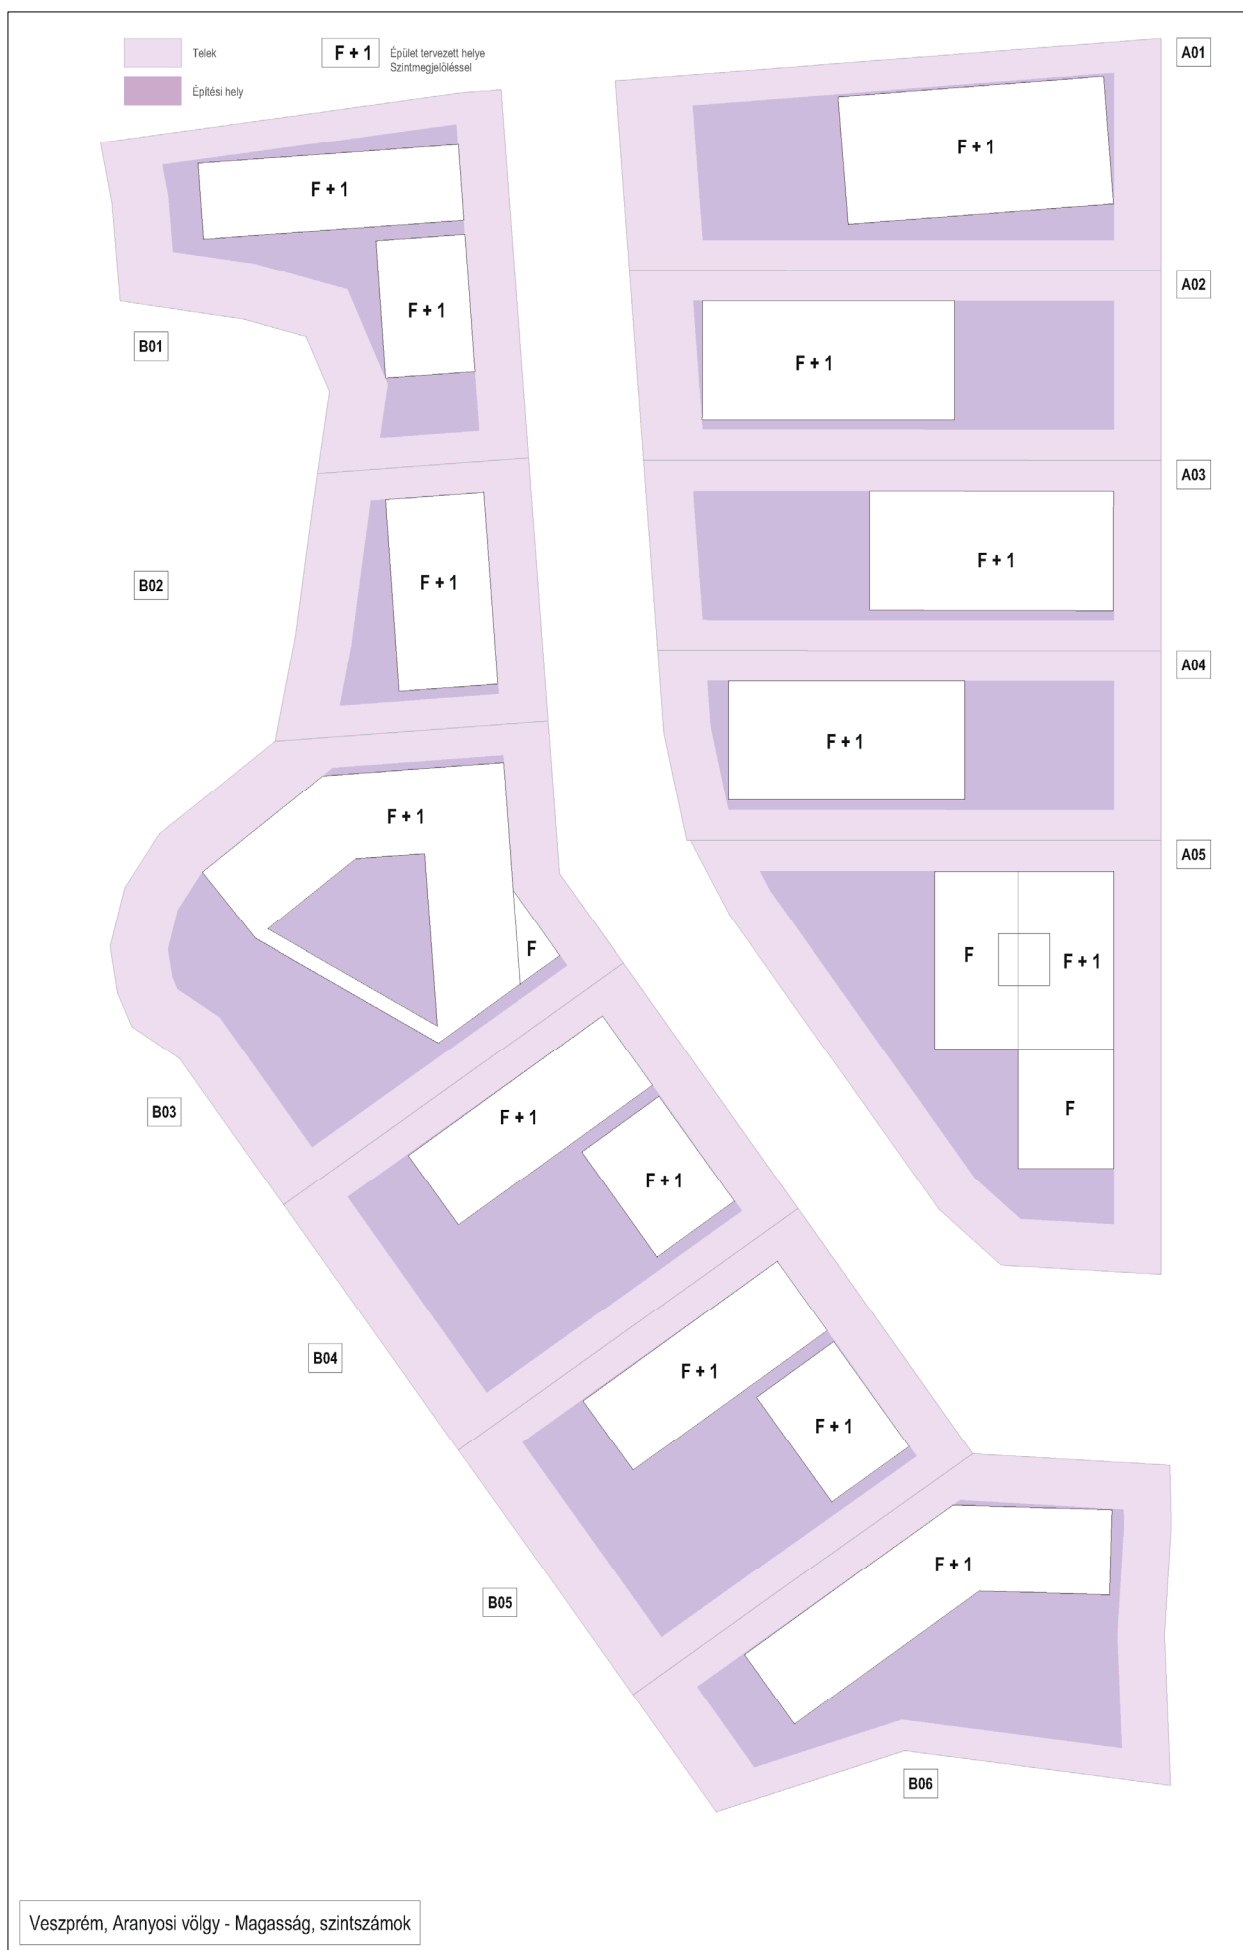 Telek
Építési hely
F + 1
Épület tervezett helye
Szintmegjelöléssel
A01
F + 1
F + 1
F + 1
B01
A02
F + 1
A03
F + 1
B02
F + 1
A04
F + 1
A05
F + 1
F
F
F + 1
F
B03
F + 1
F + 1
B04
F + 1
F + 1
B05
F + 1
B06
Veszprém, Aranyosi völgy - Magasság, szintszámok